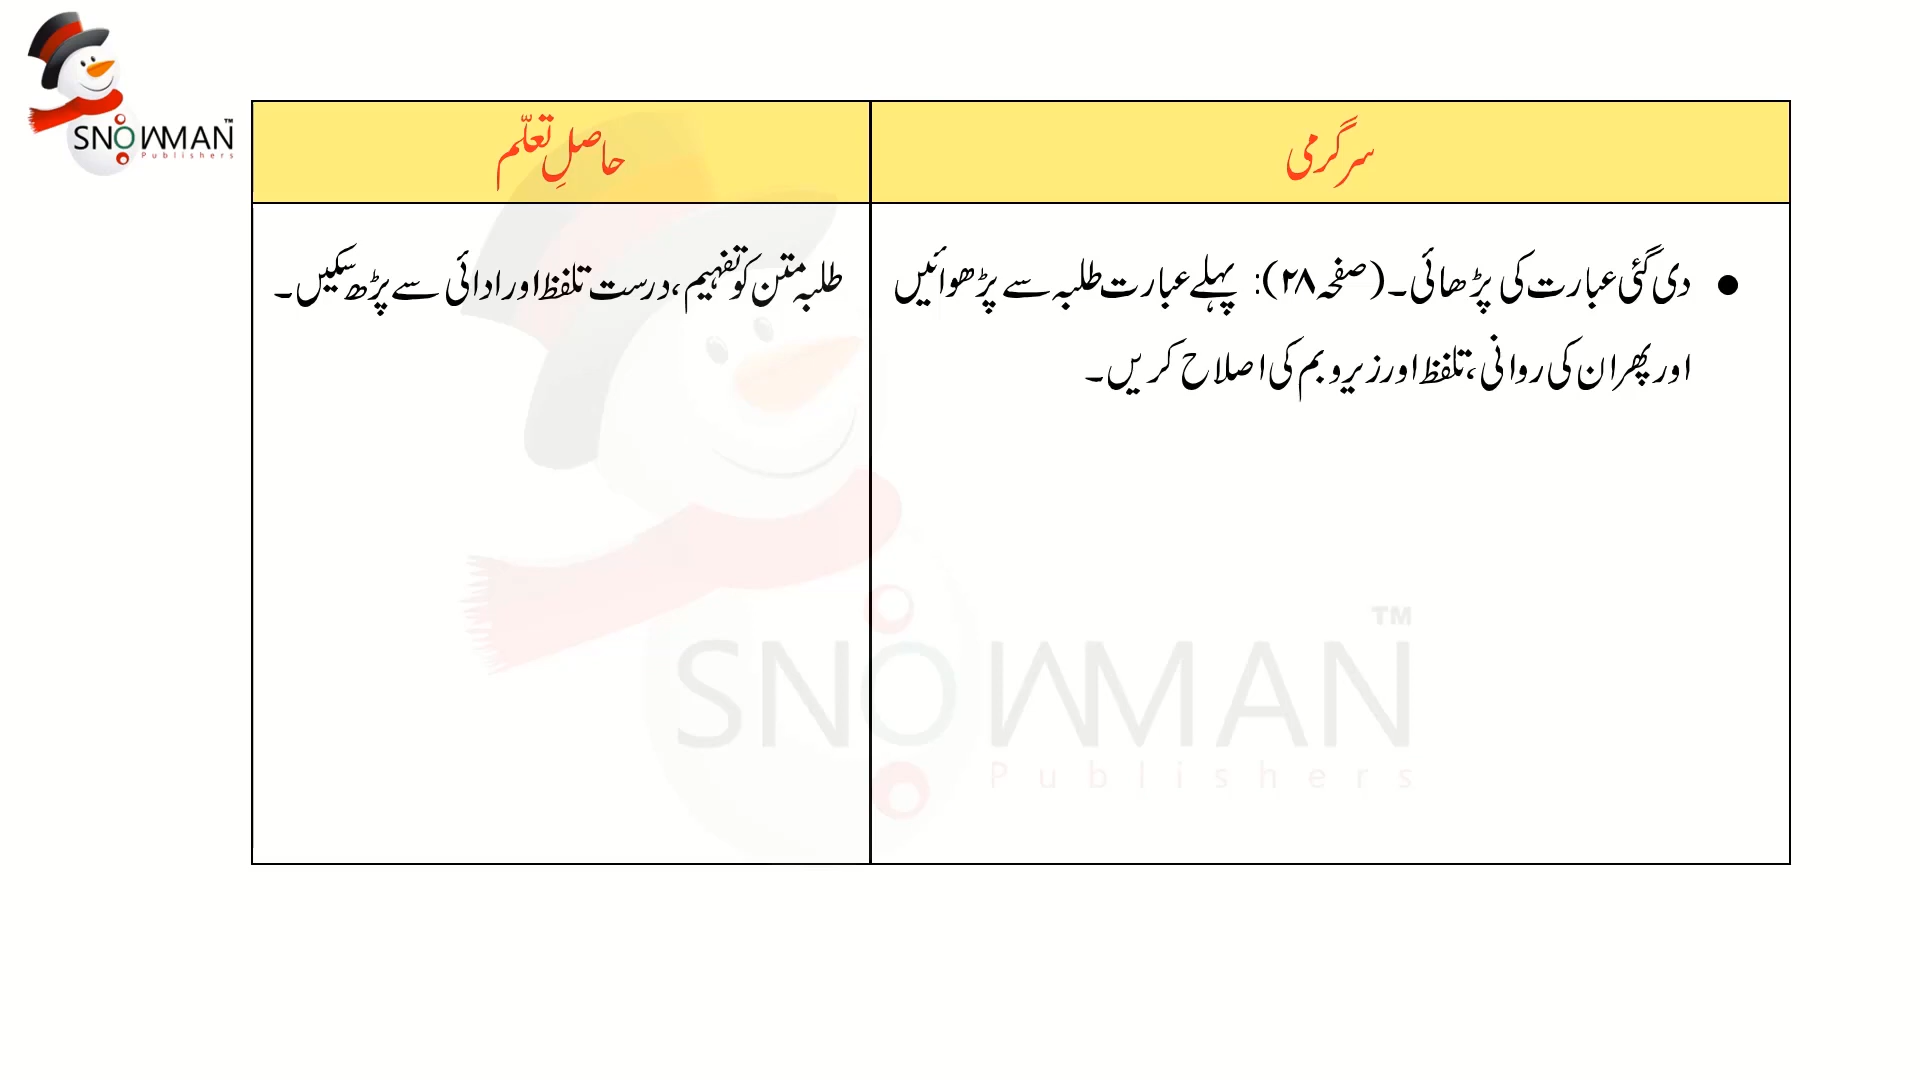 SNOWMAN™
Publishers
سرگرمی
حاصلِ تعلّم
● دی گئی عبارت کی پڑھائی۔ (صفحہ ۲۸): پہلے عبارت طلبہ سے پڑھوائیں
اور پھر ان کی روانی، تلفظ اور زیر و بم کی اصلاح کریں۔
طلبہ متن کو تفہیم، درست تلفظ اور ادائی سے پڑھ سکیں۔
SNOWMAN™
Publishers